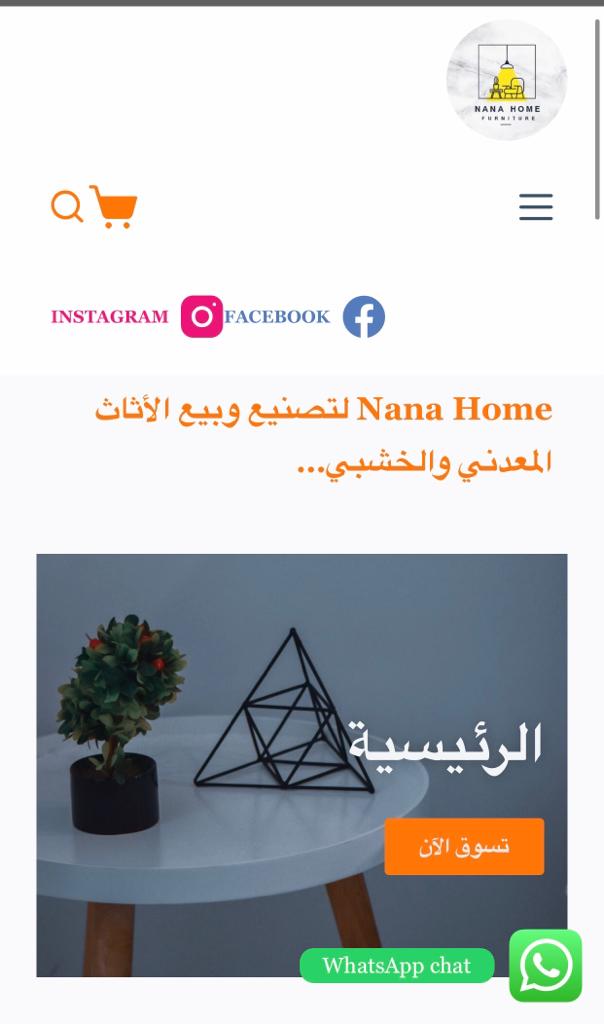 NANA HOME
FURNITURE
INSTAGRAM FACEBOOK
Nana Home لتصنيع وبيع الأثاث
المعدني والخشبي...
الرئيسية
تسوق الآن
WhatsApp chat